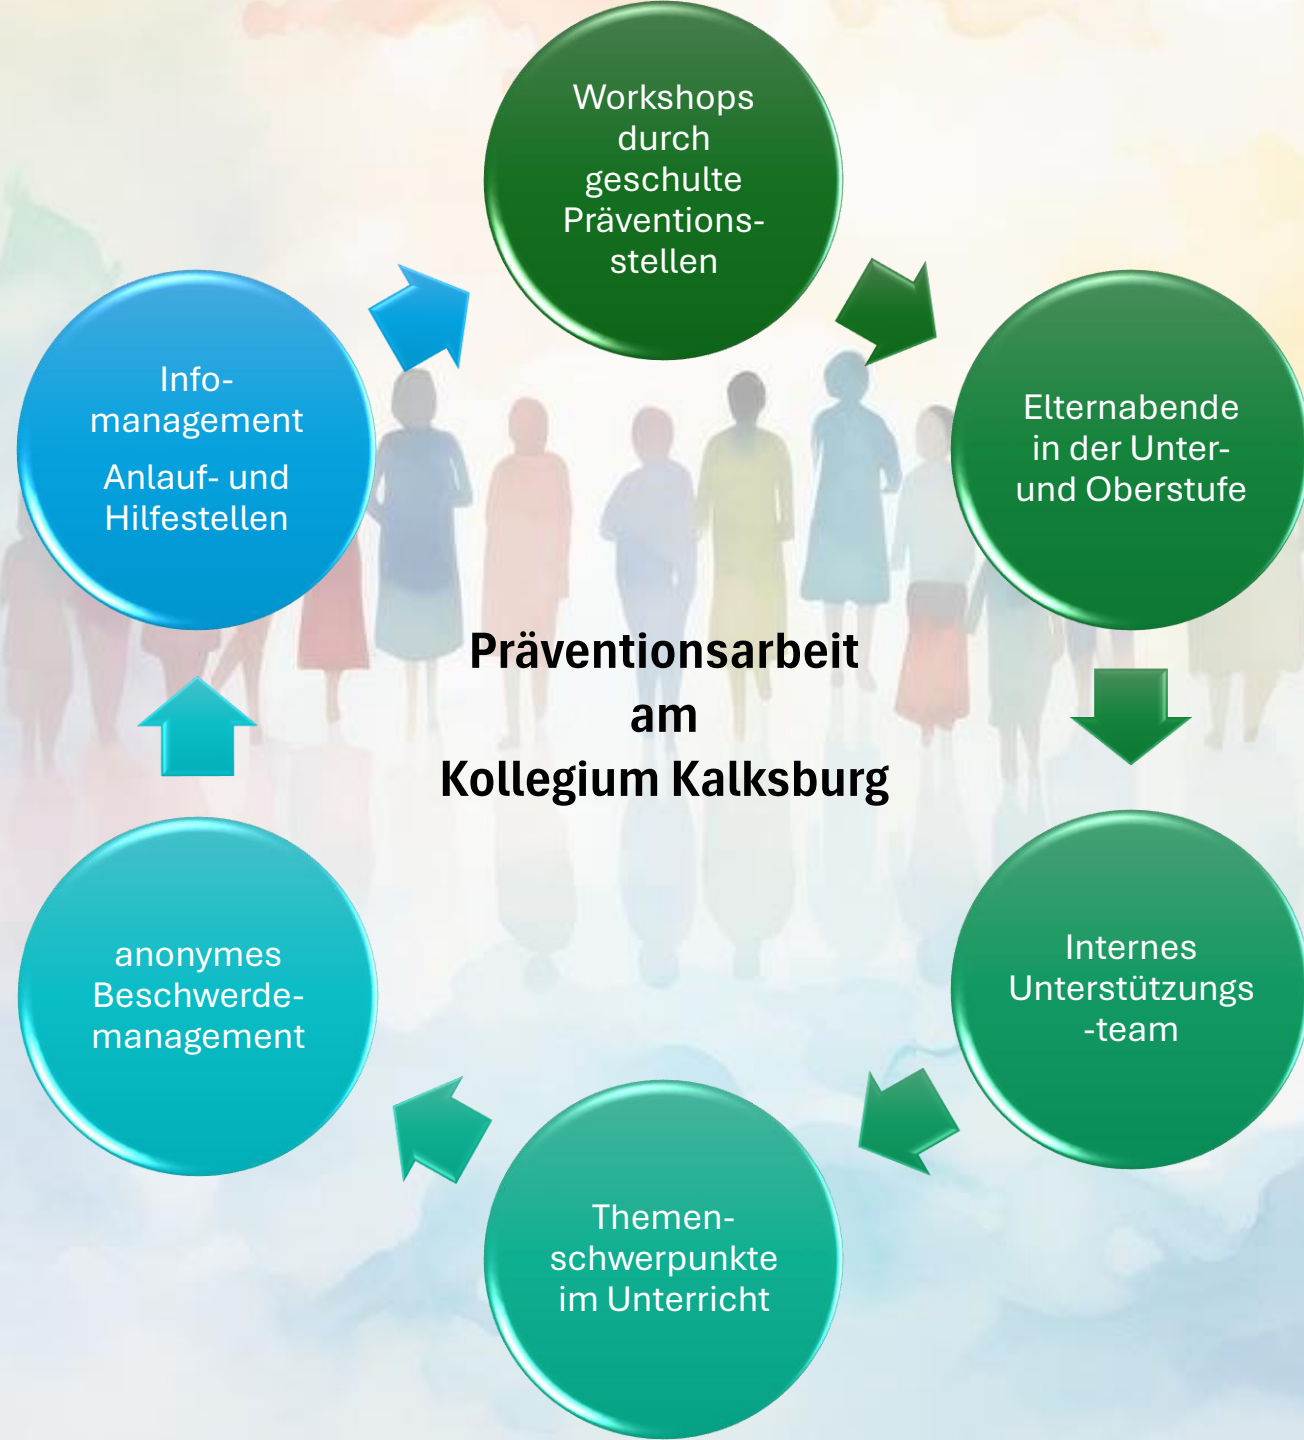 Workshops
durch
geschulte
Präventions-
stellen
Elternabende
in der Unter-
und Oberstufe
Internes
Unterstützungs
-team
Themen-
schwerpunkte
im Unterricht
anonymes
Beschwerde-
management
Info-
management
Anlauf- und
Hilfestellen
Präventionsarbeit
am
Kollegium Kalksburg